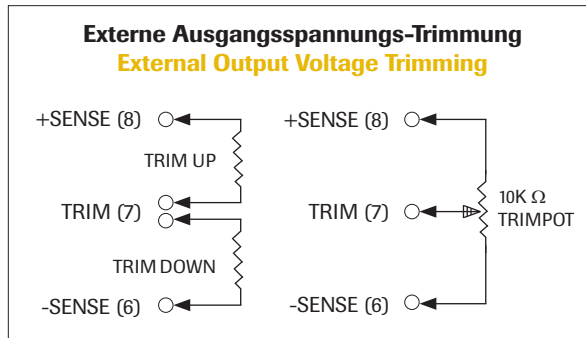 Externe Ausgangsspannungs-Trimmung
External Output Voltage Trimming
+SENSE (8)
TRIM UP
TRIM (7)
TRIM DOWN
-SENSE (6)
+SENSE (8)
TRIM (7)
10K Ω
TRIMPOT
-SENSE (6)